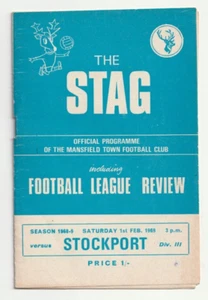 THE
STAG
OFFICIAL PROGRAMME
OF THE MANSFIELD TOWN FOOTBALL CLUB
including
FOOTBALL LEAGUE REVIEW
SEASON 1968-9 SATURDAY 1st FEB. 1969 3 p.m.
versus STOCKPORT Div. III
PRICE 1/-